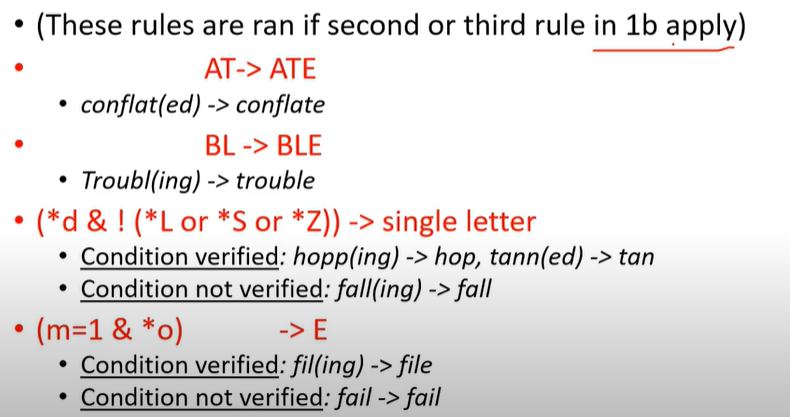 • (These rules are ran if second or third rule in 1b apply)
• AT-> ATE
• conflat(ed) -> conflate
• BL -> BLE
• Troubl(ing) -> trouble
• (*d & ! (*L or *S or *Z)) -> single letter
• Condition verified: hopp(ing) -> hop, tann(ed) -> tan
• Condition not verified: fall(ing) -> fall
• (m=1 & *o) -> E
• Condition verified: fil(ing) -> file
• Condition not verified: fail -> fail